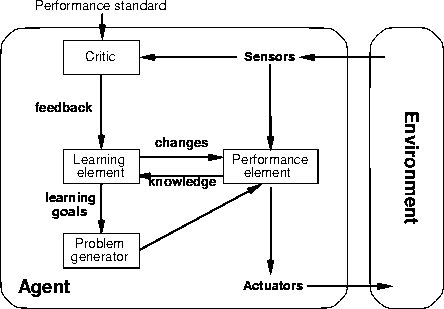 Performance standard
Critic
Sensors
feedback
changes
Learning
element
Performance
element
knowledge
learning
goals
Problem
generator
Agent
Actuators
Environment